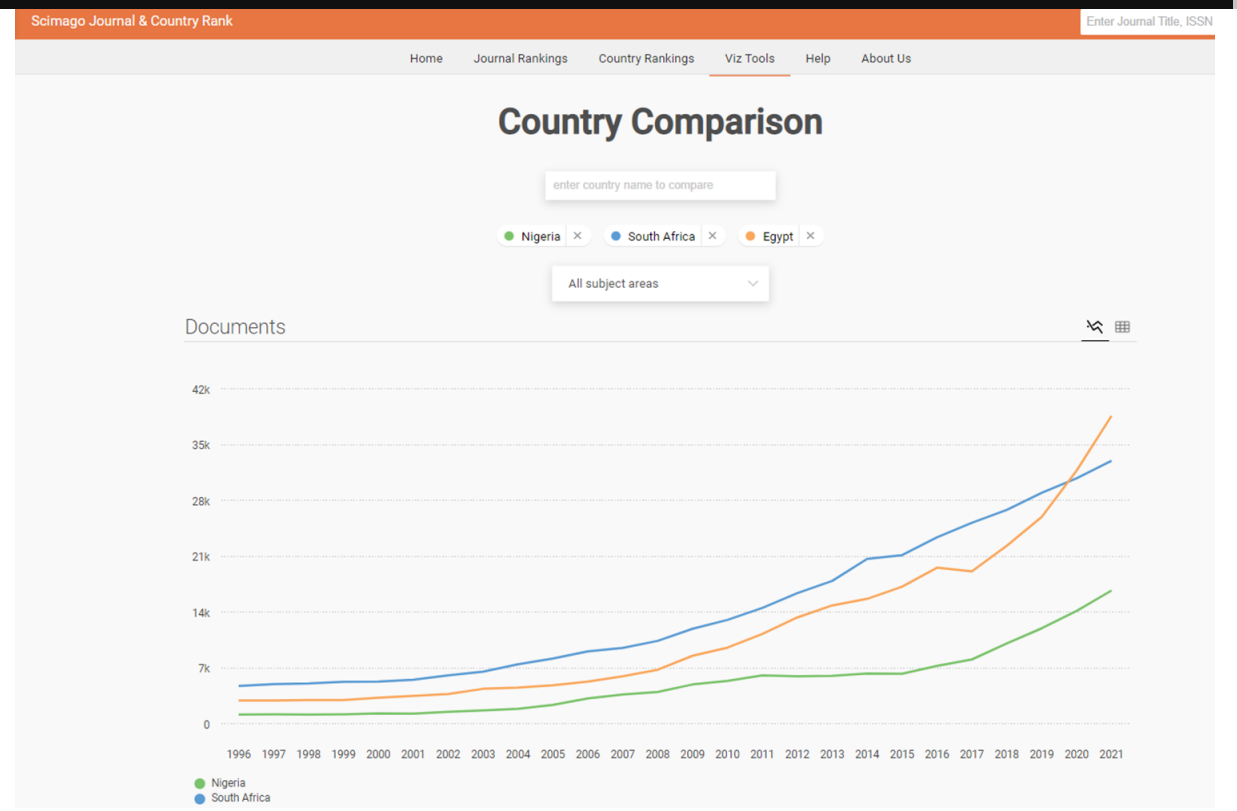 Scimago Journal & Country Rank
Enter Journal Title, ISSN
Home Journal Rankings Country Rankings Viz Tools Help About Us
Country Comparison
enter country name to compare
Nigeria × South Africa × Egypt ×
All subject areas
Documents
42k
35k
28k
21k
14k
7k
0
1996 1997 1998 1999 2000 2001 2002 2003 2004 2005 2006 2007 2008 2009 2010 2011 2012 2013 2014 2015 2016 2017 2018 2019 2020 2021
Nigeria
South Africa